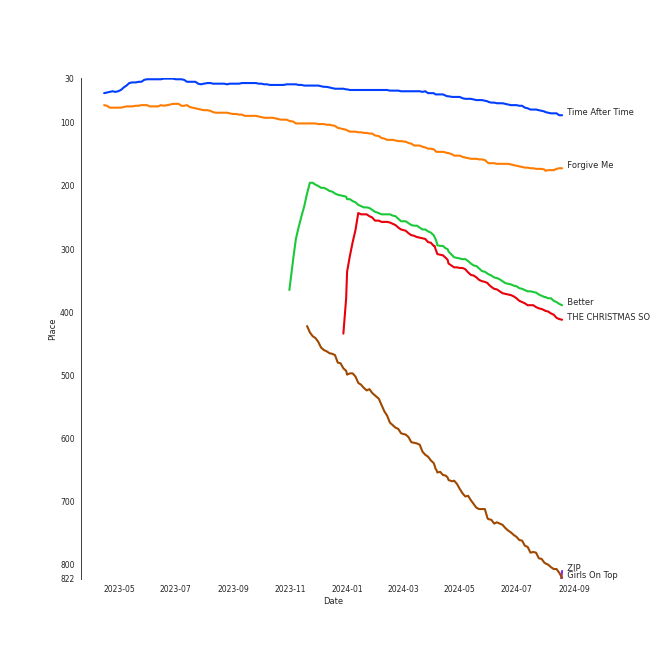 30
100
200
300
400
500
600
700
800
822
Place
2023-05
2023-07
2023-09
2023-11
2024-01
2024-03
2024-05
2024-07
2024-09
Date
Time After Time
Forgive Me
Better
THE CHRISTMAS SO
ZIP
Girls On Top